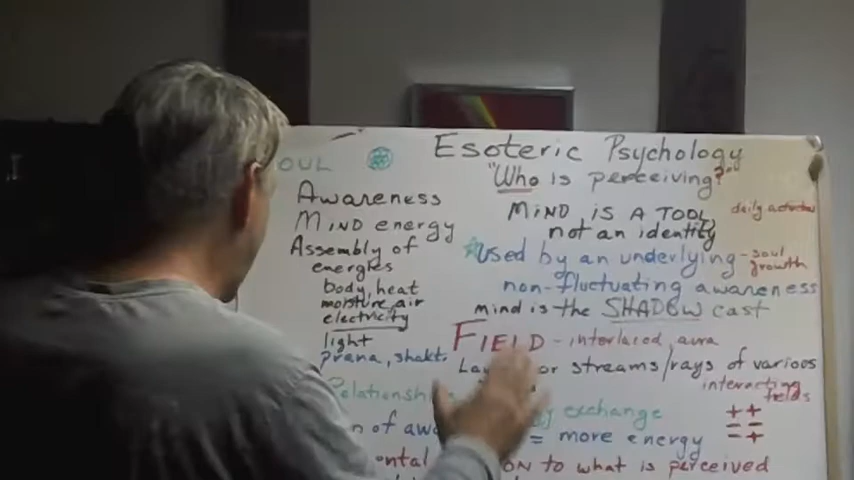 OUL
Esoteric Psychology
"Who is perceiving?"
Awareness
MIND energy
Assembly of
energies
body, heat
moisture, air
electricity
light
prana, shakti
MIND IS A TOOL,
daily activities
not an identity
Used by an underlying - soul
growth
non-fluctuating awareness
mind is the SHADOW cast
FIELD - interlaced, aura
or streams/rays of various
interacting
fields
Relationship
exchange
= more energy
ON to what is perceived